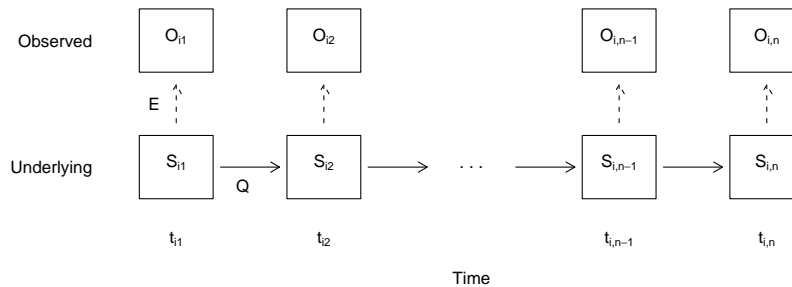 Observed O_i1 O_i2 O_i,n−1 O_i,n
E
Underlying S_i1 S_i2 . . . S_i,n−1 S_i,n
Q
t_i1 t_i2 t_i,n−1 t_i,n
Time